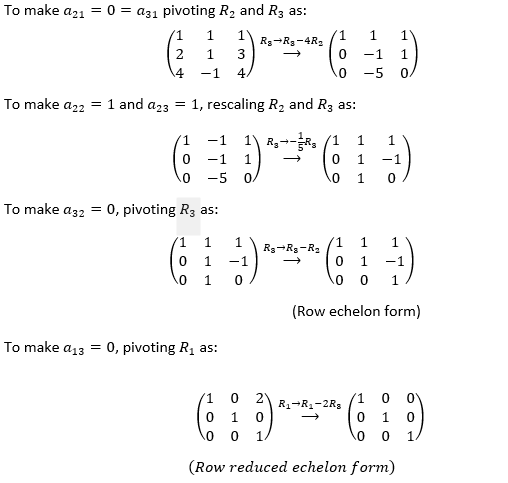 To make a₂₁ = 0 = a₃₁ pivoting R₂ and R₃ as:
R₃→R₃−4R₂
(1 1 1) (1 1 1)
(2 1 3) → (0 −1 1)
(4 −1 4) (0 −5 0)
To make a₂₂ = 1 and a₂₃ = 1, rescaling R₂ and R₃ as:
R₃→−1/5R₃
(1 −1 1) (1 1 1)
(0 −1 1) → (0 1 −1)
(0 −5 0) (0 1 0)
To make a₃₂ = 0, pivoting R₃ as:
R₃→R₃−R₂
(1 1 1) (1 1 1)
(0 1 −1) → (0 1 −1)
(0 1 0) (0 0 1)
(Row echelon form)
To make a₁₃ = 0, pivoting R₁ as:
R₁→R₁−2R₃
(1 0 2) (1 0 0)
(0 1 0) → (0 1 0)
(0 0 1) (0 0 1)
(Row reduced echelon form)